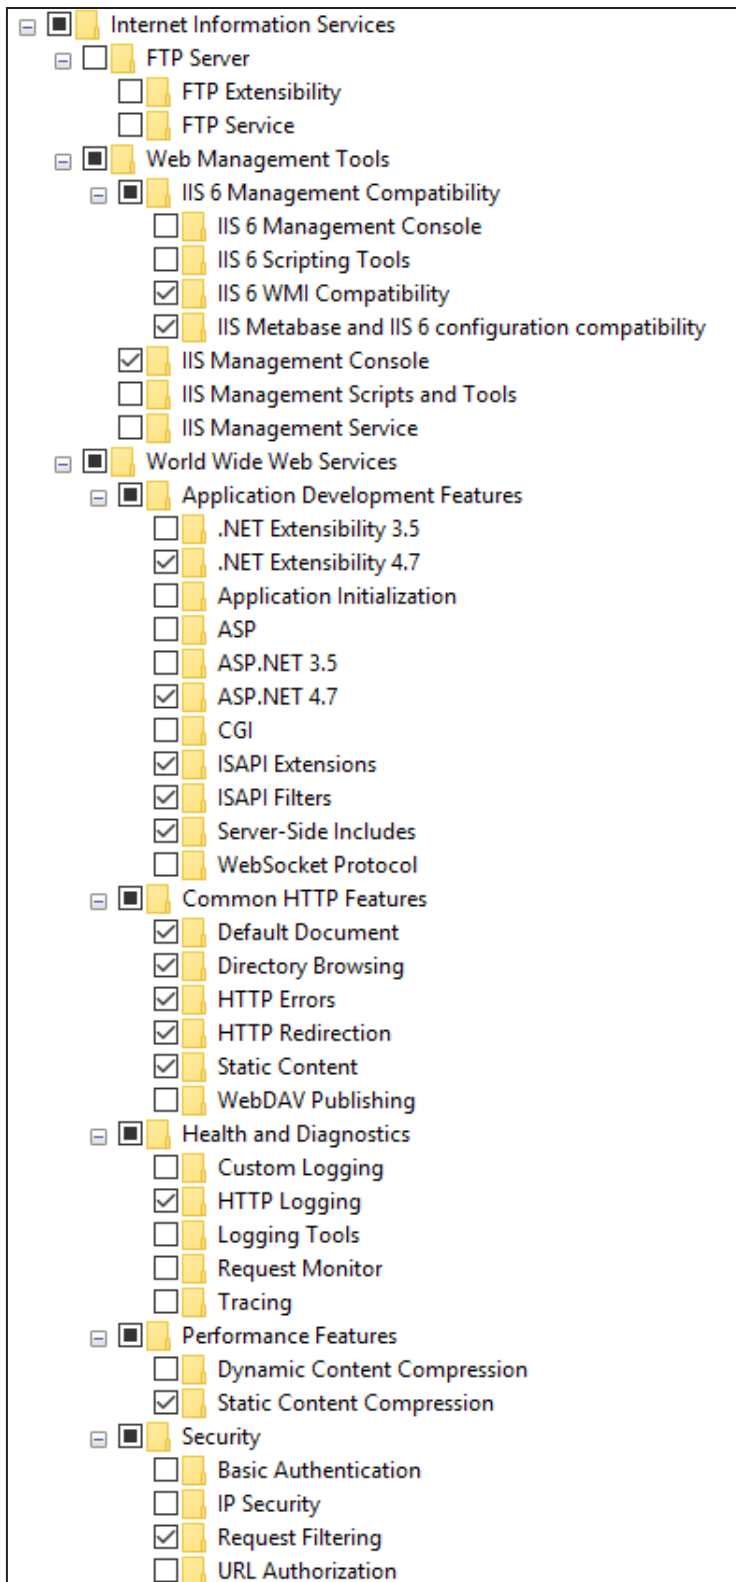 Internet Information Services
FTP Server
FTP Extensibility
FTP Service
Web Management Tools
IIS 6 Management Compatibility
IIS 6 Management Console
IIS 6 Scripting Tools
IIS 6 WMI Compatibility
IIS Metabase and IIS 6 configuration compatibility
IIS Management Console
IIS Management Scripts and Tools
IIS Management Service
World Wide Web Services
Application Development Features
.NET Extensibility 3.5
.NET Extensibility 4.7
Application Initialization
ASP
ASP.NET 3.5
ASP.NET 4.7
CGI
ISAPI Extensions
ISAPI Filters
Server-Side Includes
WebSocket Protocol
Common HTTP Features
Default Document
Directory Browsing
HTTP Errors
HTTP Redirection
Static Content
WebDAV Publishing
Health and Diagnostics
Custom Logging
HTTP Logging
Logging Tools
Request Monitor
Tracing
Performance Features
Dynamic Content Compression
Static Content Compression
Security
Basic Authentication
IP Security
Request Filtering
URL Authorization